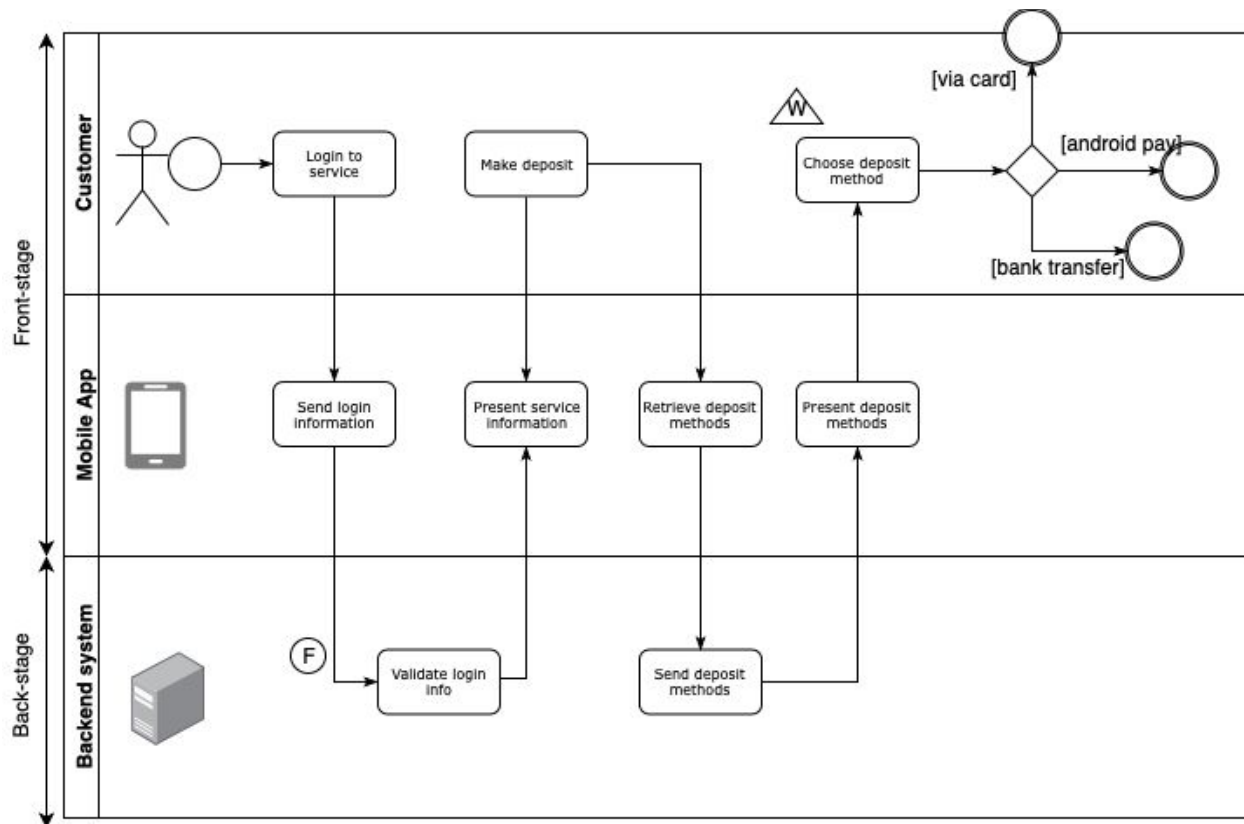 Front-stage
Back-stage
Customer
Login to
service
Make deposit
W
Choose deposit
method
[via card]
[android pay]
[bank transfer]
Mobile App
Send login
information
Present service
information
Retrieve deposit
methods
Present deposit
methods
Backend system
F
Validate login
info
Send deposit
methods